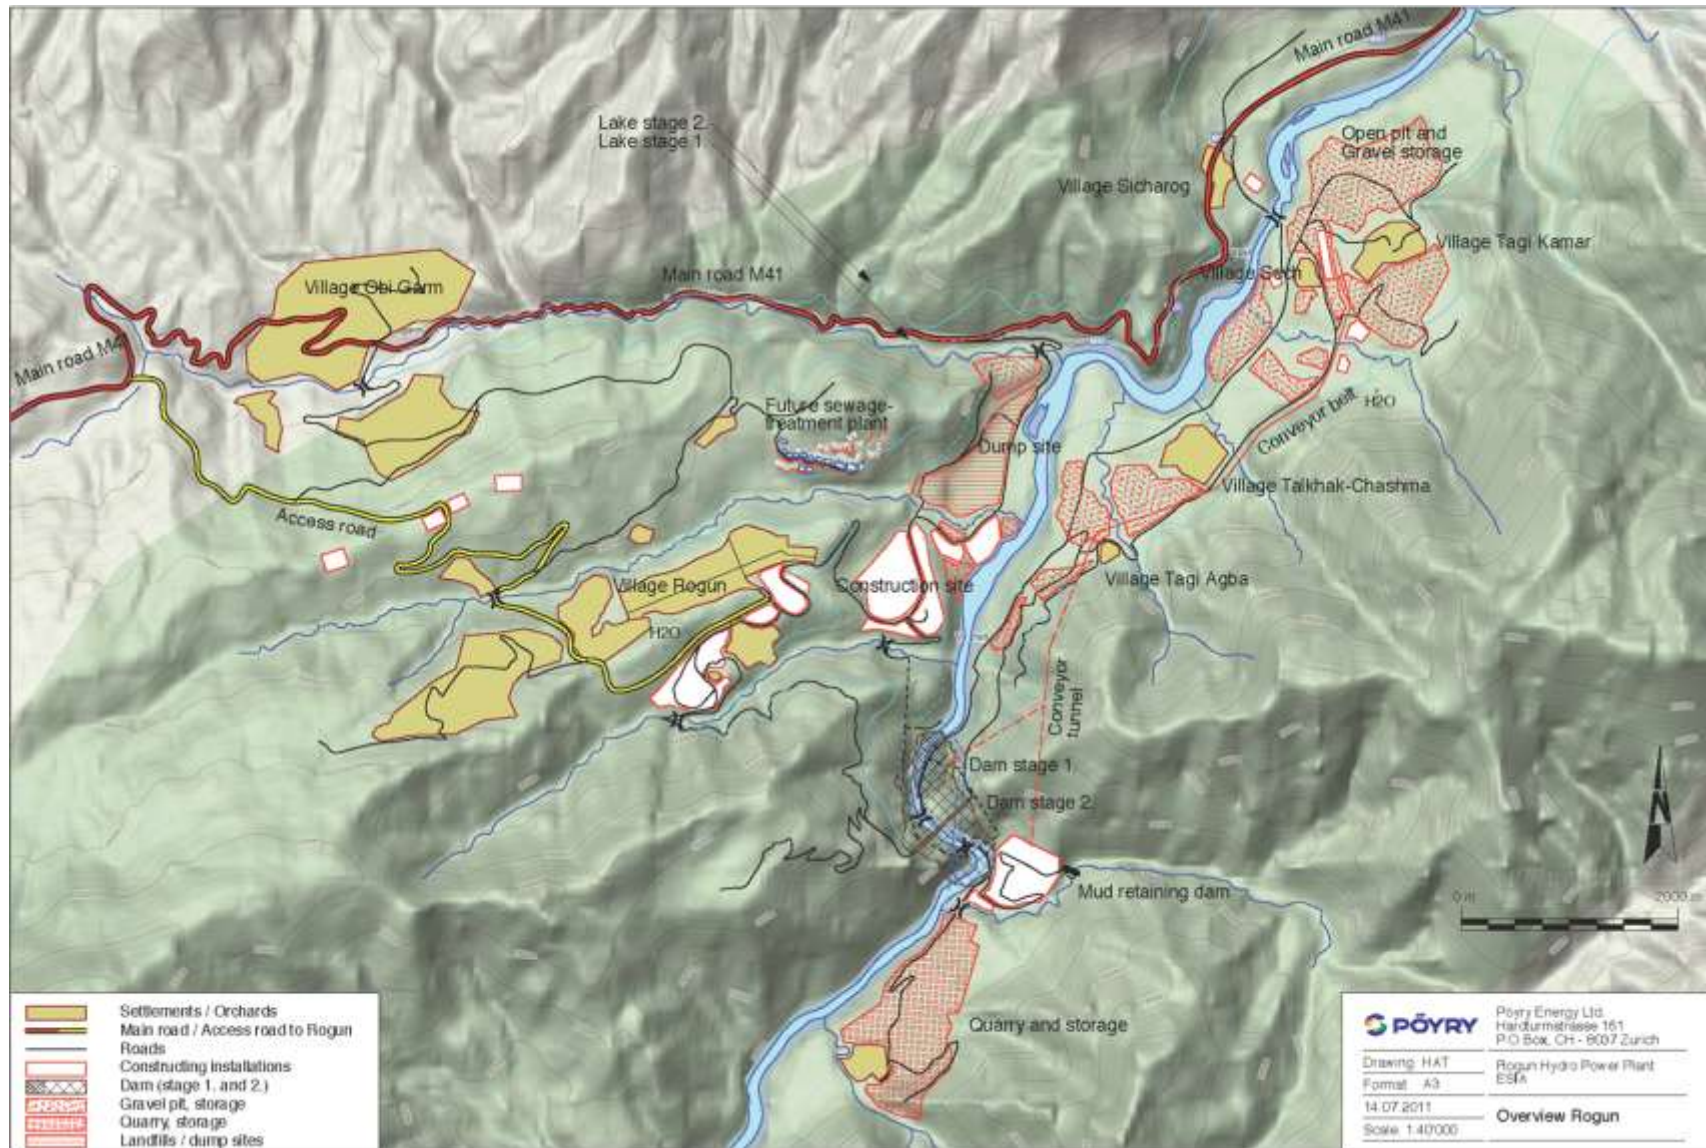 Main road M41
Lake stage 2.
Lake stage 1.
Open pit and
Gravel storage
Village Sicharog
Village Tagi Kamar
Main road M41
Village Sech
Village Obi Garm
Main road M4
Future sewage-
treatment plant
Conveyor belt
H2O
Dump site
Village Talkhak-Chashma
Access road
Village Rogun
Construction site
Village Tagi Agba
H2O
Conveyor
tunnel
Dam stage 1.
Dam stage 2.
N
Mud retaining dam
0 m
2000 m
Quarry and storage
Settlements / Orchards
Main road / Access road to Rogun
Roads
Constructing installations
Dam (stage 1. and 2.)
Gravel pit, storage
Quarry, storage
Landfills / dump sites
PÖYRY
Pöyry Energy Ltd.
Hardturmstrasse 161
P.O. Box, CH - 8037 Zurich
Drawing: HAT
Rogun Hydro Power Plant
ESIA
Format: A3
14.07.2011
Overview Rogun
Scale: 1:40'000